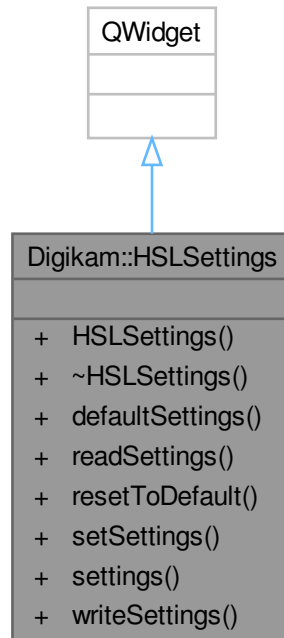 QWidget
Digikam::HSLSettings
+ HSLSettings()
+ ~HSLSettings()
+ defaultSettings()
+ readSettings()
+ resetToDefault()
+ setSettings()
+ settings()
+ writeSettings()